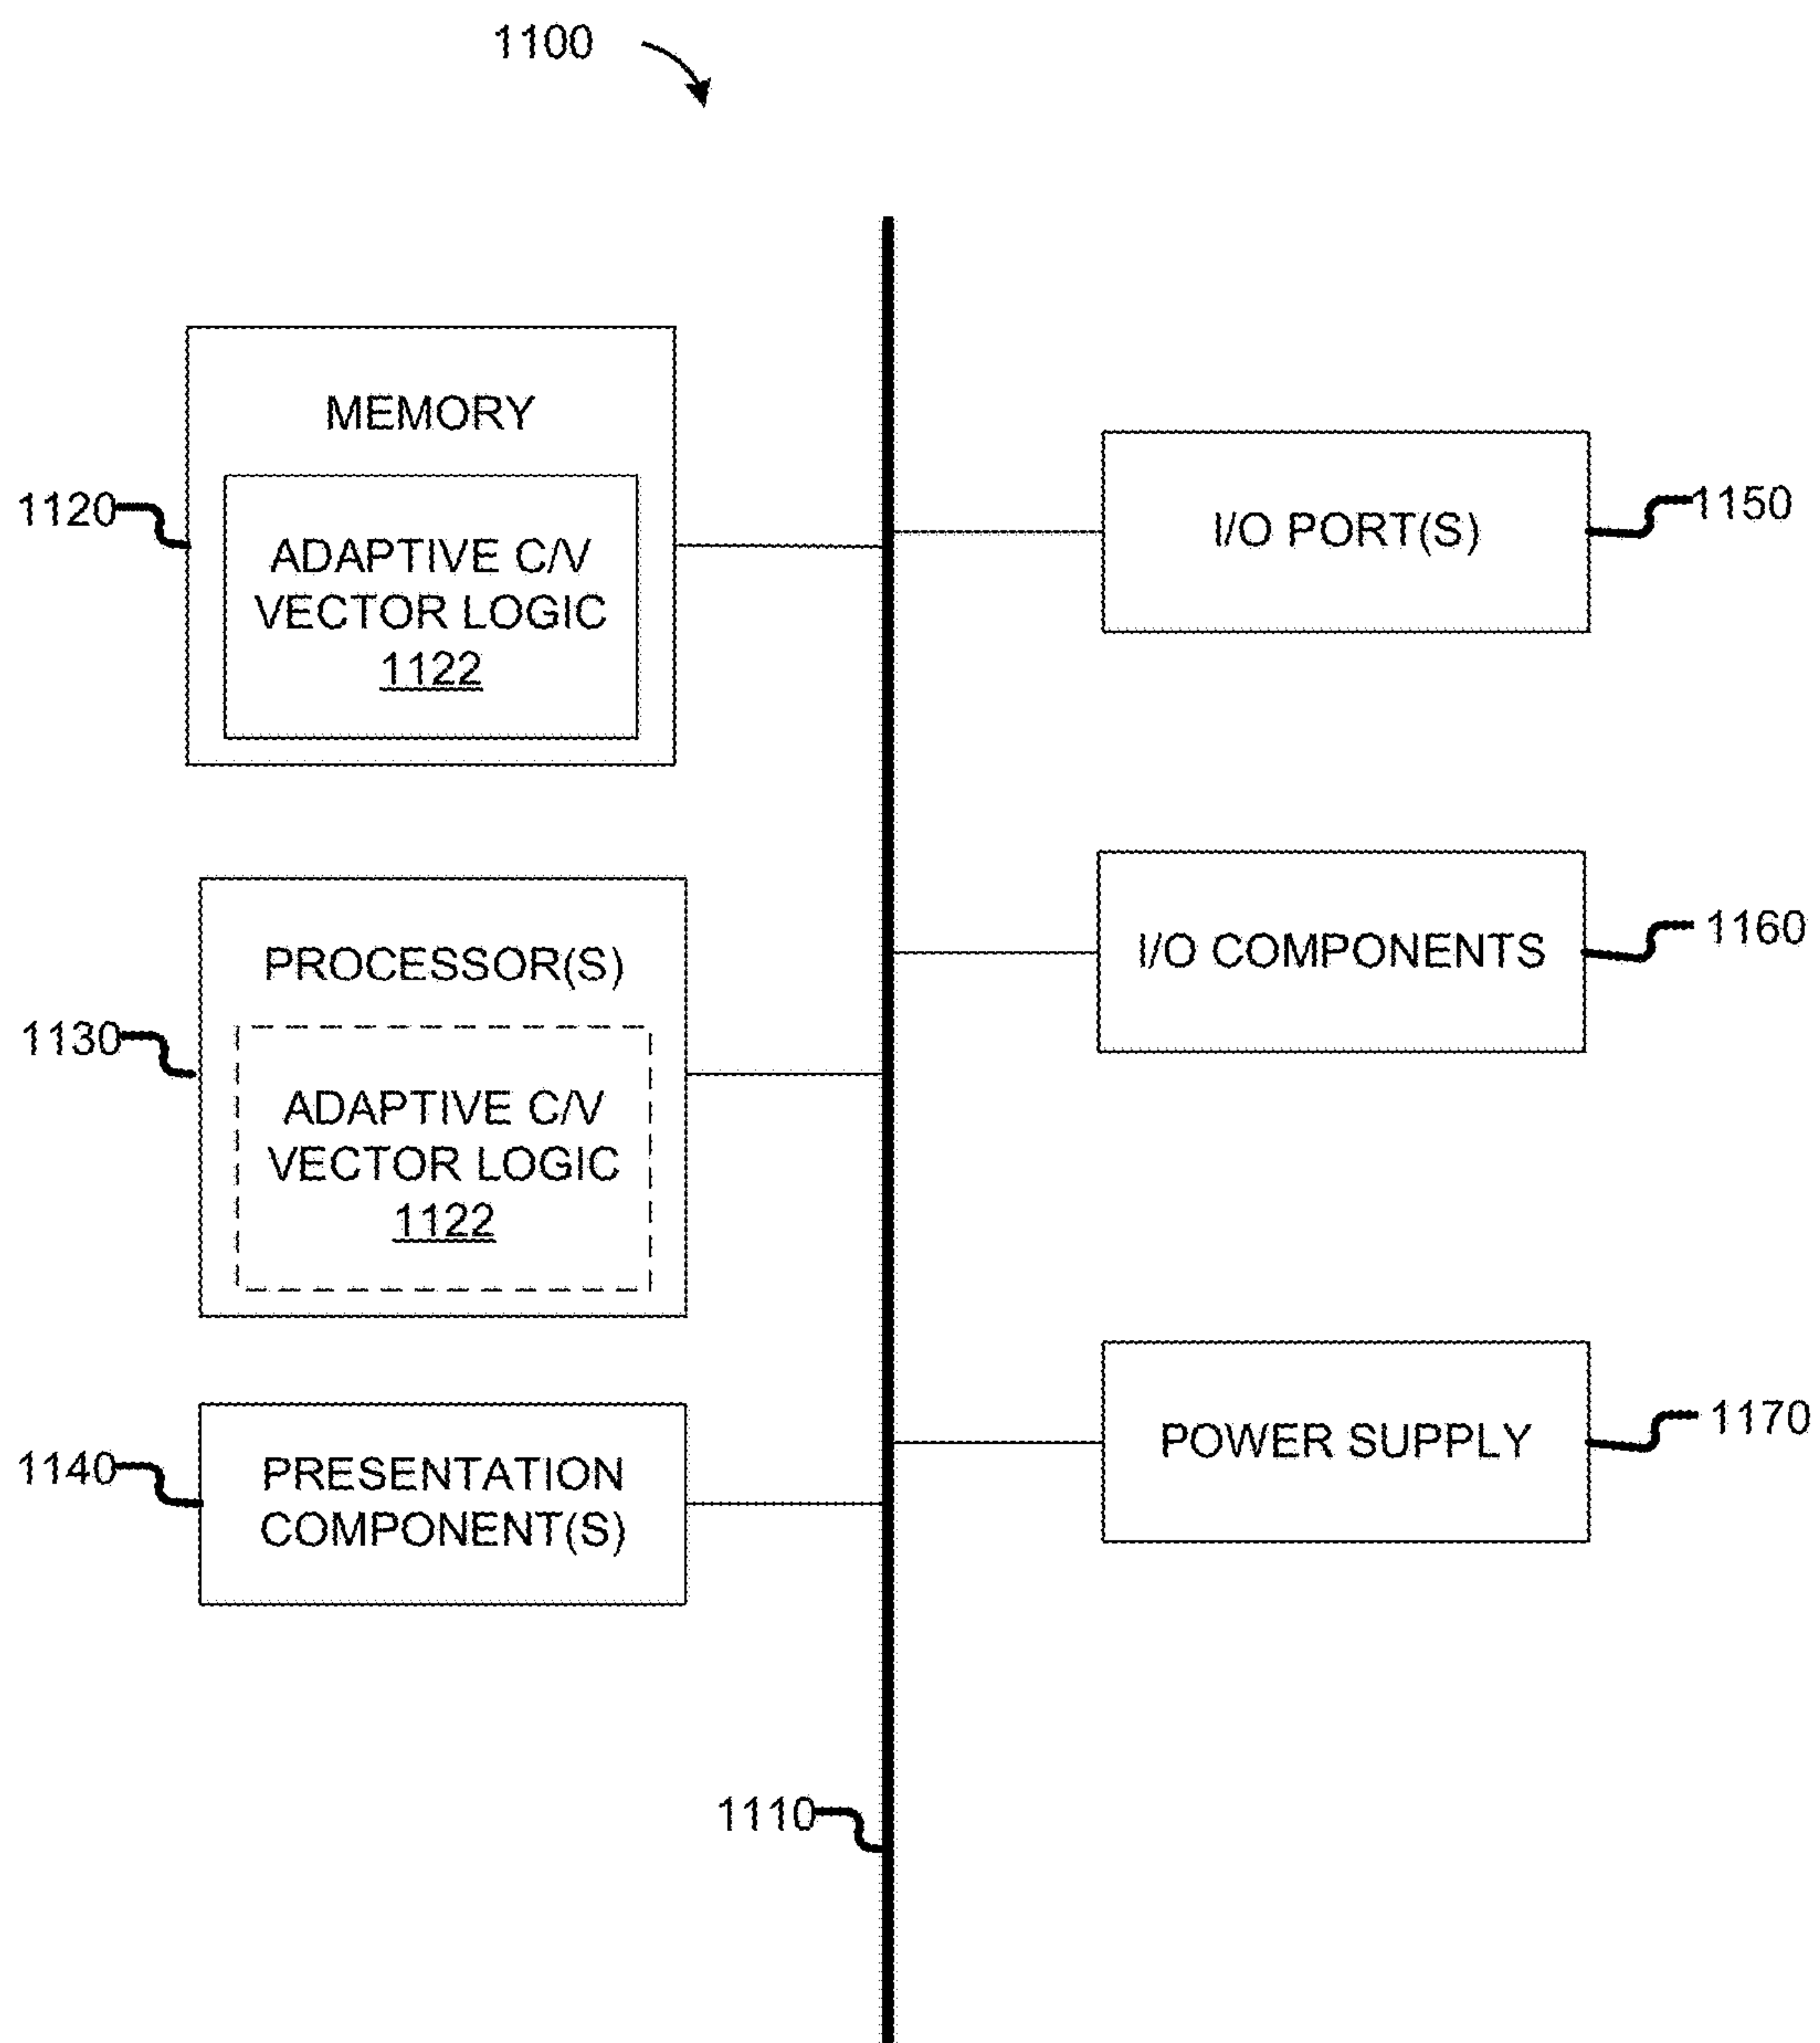 1100
MEMORY
1120
ADAPTIVE C/V
VECTOR LOGIC
1122
I/O PORT(S)
1150
PROCESSOR(S)
1130
ADAPTIVE C/V
VECTOR LOGIC
1122
I/O COMPONENTS
1160
1140
PRESENTATION
COMPONENT(S)
POWER SUPPLY
1170
1110